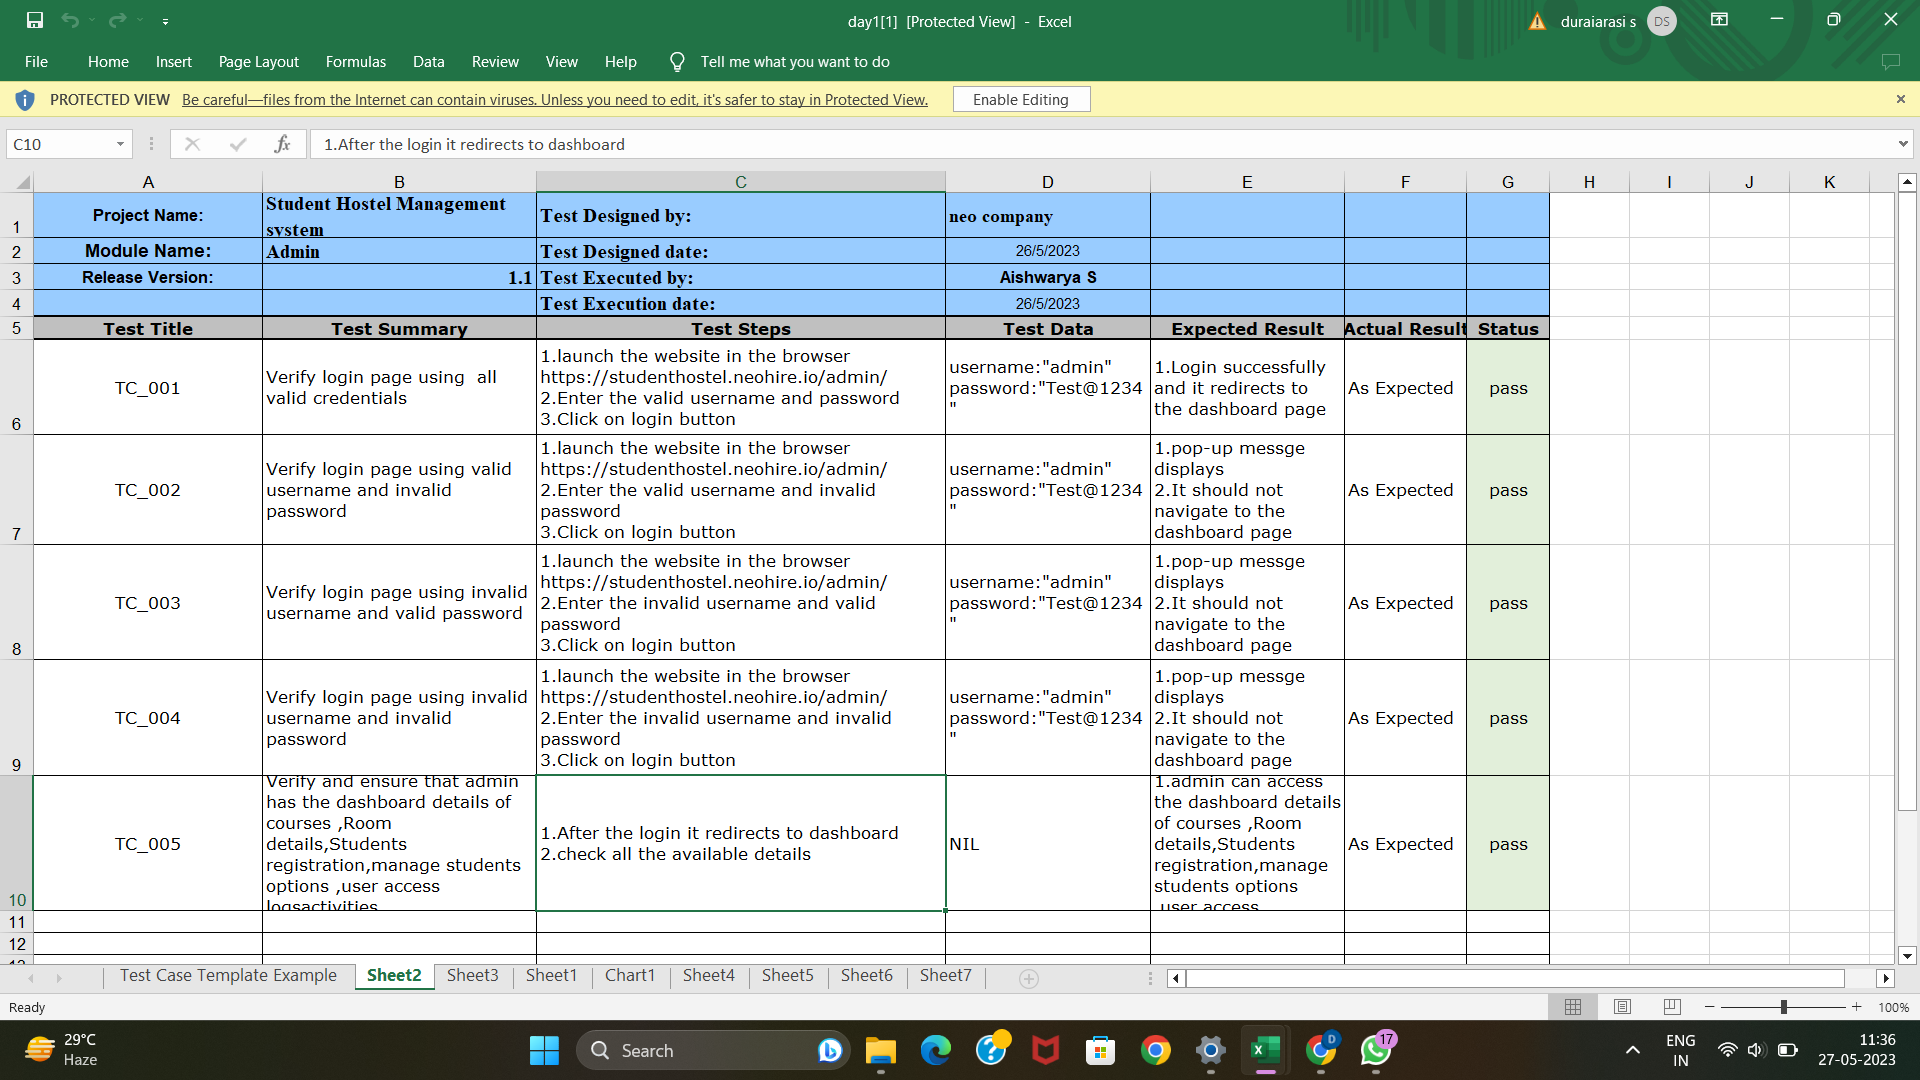 day1[1] [Protected View] - Excel
duraiarasi s
DS
File Home Insert Page Layout Formulas Data Review View Help Tell me what you want to do
PROTECTED VIEW Be careful—files from the Internet can contain viruses. Unless you need to edit, it's safer to stay in Protected View. Enable Editing
C10
fx
1.After the login it redirects to dashboard
A B C D E F G H I J K
1
Project Name:
Student Hostel Management
system
Test Designed by:
neo company
2
Module Name:
Admin
Test Designed date:
26/5/2023
3
Release Version:
1.1
Test Executed by:
Aishwarya S
4
Test Execution date:
26/5/2023
5
Test Title
Test Summary
Test Steps
Test Data
Expected Result
Actual Result
Status
6
TC_001
Verify login page using all
valid credentials
1.launch the website in the browser
https://studenthostel.neohire.io/admin/
2.Enter the valid username and password
3.Click on login button
username:"admin"
password:"Test@1234
"
1.Login successfully
and it redirects to
the dashboard page
As Expected
pass
7
TC_002
Verify login page using valid
username and invalid
password
1.launch the website in the browser
https://studenthostel.neohire.io/admin/
2.Enter the valid username and invalid
password
3.Click on login button
username:"admin"
password:"Test@1234
"
1.pop-up messge
displays
2.It should not
navigate to the
dashboard page
As Expected
pass
8
TC_003
Verify login page using invalid
username and valid password
1.launch the website in the browser
https://studenthostel.neohire.io/admin/
2.Enter the invalid username and valid
password
3.Click on login button
username:"admin"
password:"Test@1234
"
1.pop-up messge
displays
2.It should not
navigate to the
dashboard page
As Expected
pass
9
TC_004
Verify login page using invalid
username and invalid
password
1.launch the website in the browser
https://studenthostel.neohire.io/admin/
2.Enter the invalid username and invalid
password
3.Click on login button
username:"admin"
password:"Test@1234
"
1.pop-up messge
displays
2.It should not
navigate to the
dashboard page
As Expected
pass
10
TC_005
Verify and ensure that admin
has the dashboard details of
courses ,Room
details,Students
registration,manage students
options ,user access
logsactivities
1.After the login it redirects to dashboard
2.check all the available details
NIL
1.admin can access
the dashboard details
of courses ,Room
details,Students
registration,manage
students options
,user access
As Expected
pass
11
12
13
Test Case Template Example Sheet2 Sheet3 Sheet1 Chart1 Sheet4 Sheet5 Sheet6 Sheet7
Ready
100%
29°C
Haze
Search
D
17
ENG
IN
11:36
27-05-2023